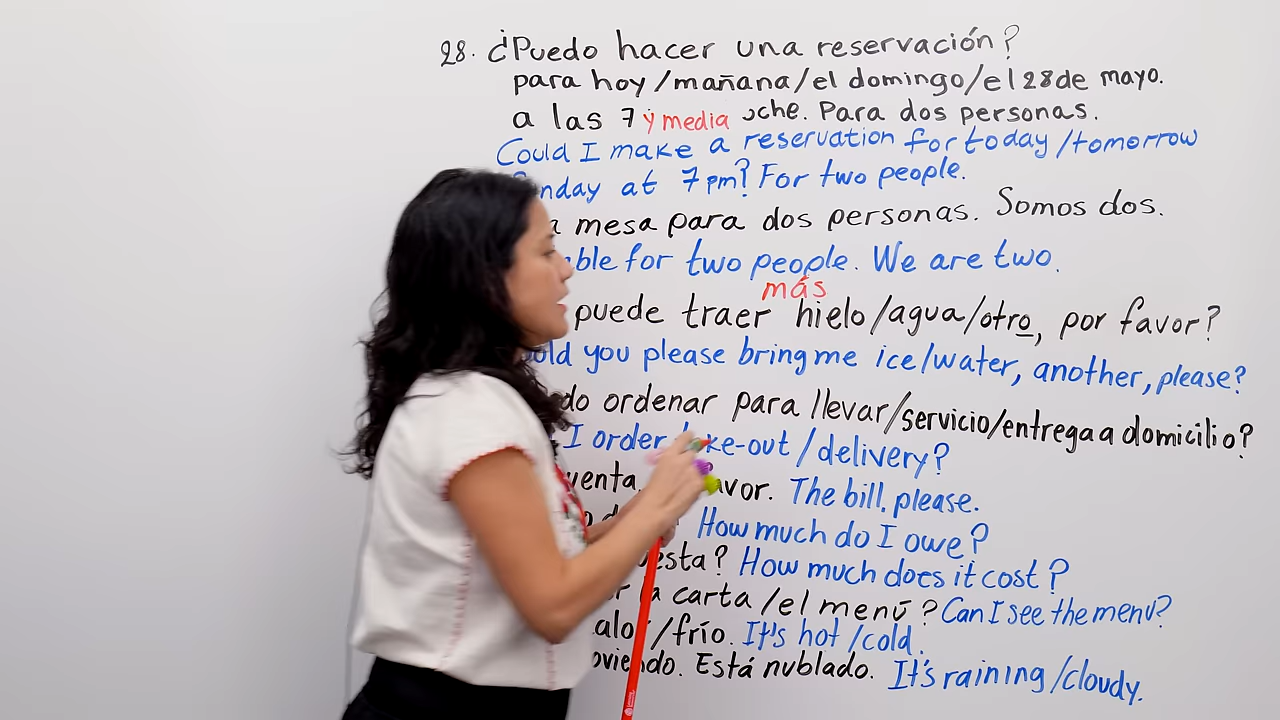 28. ¿Puedo hacer una reservación?
para hoy/mañana/el domingo/el 28 de mayo.
a las 7 y media oche. Para dos personas.
Could I make a reservation for today/tomorrow
nday at 7 pm? For two people.
a mesa para dos personas. Somos dos.
ble for two people. We are two.
más
puede traer hielo/agua/otro, por favor?
ould you please bring me ice/water, another, please?
do ordenar para llevar/servicio/entrega a domicilio?
I order ke-out/delivery?
uenta, avor. The bill, please.
How much do I owe?
esta? How much does it cost?
r la carta/el menú? Can I see the menu?
alor/frío. It's hot/cold.
oviendo. Está nublado. It's raining/cloudy.